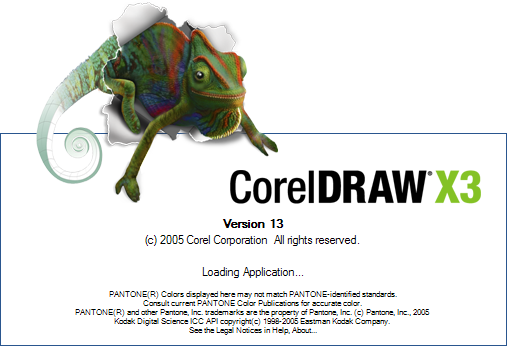 CorelDRAW® X3
Version 13
(c) 2005 Corel Corporation  All rights reserved.
Loading Application...
PANTONE(R) Colors displayed here may not match PANTONE-identified standards.
Consult current PANTONE Color Publications for accurate color.
PANTONE(R) and other Pantone, Inc. trademarks are the property of Pantone, Inc. (c) Pantone, Inc., 2005
Kodak Digital Science ICC API copyright(c) 1998-2005 Eastman Kodak Company.
See the Legal Notices in Help, About...